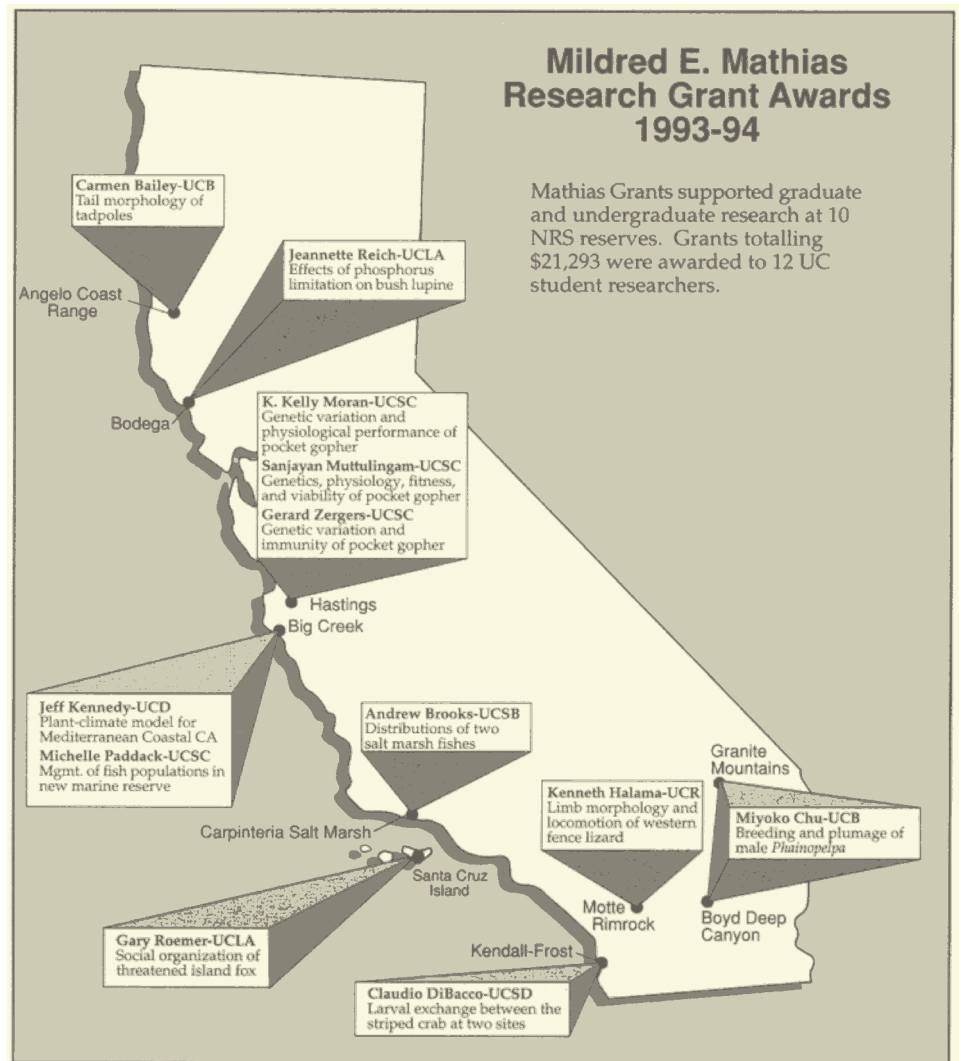 Mildred E. Mathias
Research Grant Awards
1993-94
Mathias Grants supported graduate
and undergraduate research at 10
NRS reserves. Grants totalling
$21,293 were awarded to 12 UC
student researchers.
Carmen Bailey-UCB
Tail morphology of
tadpoles
Angelo Coast
Range
Jeannette Reich-UCLA
Effects of phosphorus
limitation on bush lupine
Bodega
K. Kelly Moran-UCSC
Genetic variation and
physiological performance of
pocket gopher
Sanjayan Muttulingam-UCSC
Genetics, physiology, fitness,
and viability of pocket gopher
Gerard Zergers-UCSC
Genetic variation and
immunity of pocket gopher
Hastings
Big Creek
Jeff Kennedy-UCD
Plant-climate model for
Mediterranean Coastal CA
Michelle Paddack-UCSC
Mgmt. of fish populations in
new marine reserve
Andrew Brooks-UCSB
Distributions of two
salt marsh fishes
Carpinteria Salt Marsh
Santa Cruz
Island
Gary Roemer-UCLA
Social organization of
threatened island fox
Kenneth Halama-UCR
Limb morphology and
locomotion of western
fence lizard
Motte
Rimrock
Granite
Mountains
Miyoko Chu-UCB
Breeding and plumage of
male Phainopelpa
Boyd Deep
Canyon
Kendall-Frost
Claudio DiBacco-UCSD
Larval exchange between the
striped crab at two sites